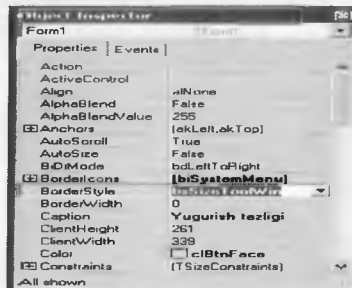 Object Inspector
Form1
Properties Events
Action
ActiveControl
Align alNone
AlphaBlend False
AlphaBlendValue 255
Anchors [akLeft,akTop]
AutoScroll True
AutoSize False
BiDiMode bdLeftToRight
BorderIcons [biSystemMenu]
BorderStyle bsSizeToolWin
BorderWidth 0
Caption Yugurish tezligi
ClientHeight 261
ClientWidth 339
Color clBtnFace
Constraints (TSizeConstraints)
All shown